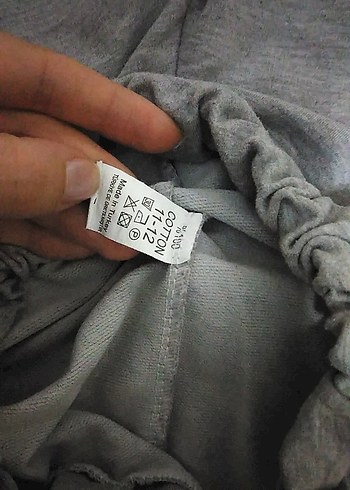 %100
COTTON
11-12
P
Made in Turkey